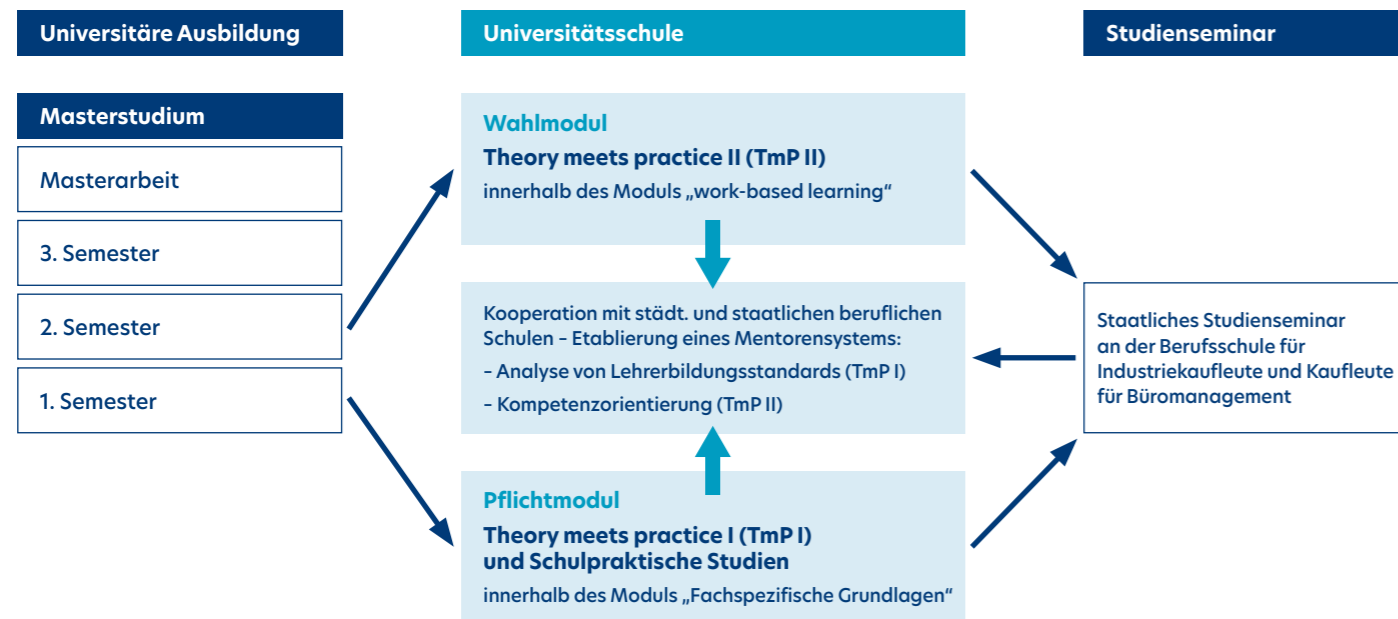 Universitäre Ausbildung
Universitätsschule
Studienseminar
Masterstudium
Masterarbeit
3. Semester
2. Semester
1. Semester
Wahlmodul
Theory meets practice II (TmP II)
innerhalb des Moduls „work-based learning“
Kooperation mit städt. und staatlichen beruflichen
Schulen – Etablierung eines Mentorensystems:
– Analyse von Lehrerbildungsstandards (TmP I)
– Kompetenzorientierung (TmP II)
Pflichtmodul
Theory meets practice I (TmP I)
und Schulpraktische Studien
innerhalb des Moduls „Fachspezifische Grundlagen“
Staatliches Studienseminar
an der Berufsschule für
Industriekaufleute und Kaufleute
für Büromanagement